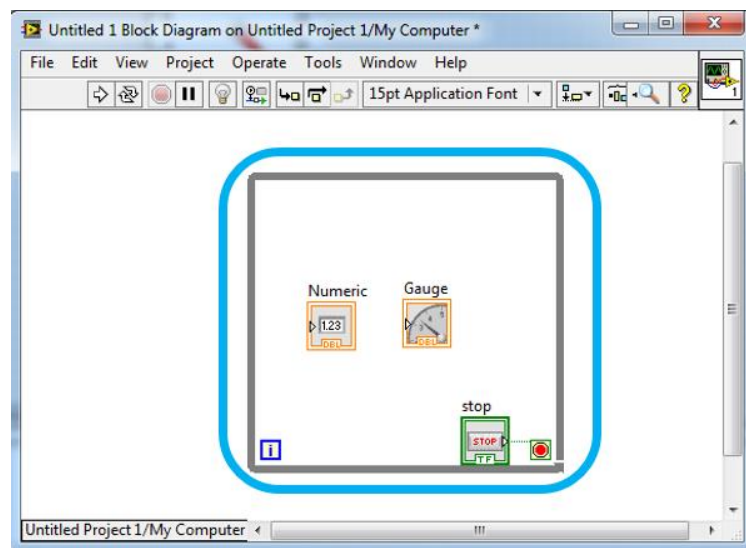 Untitled 1 Block Diagram on Untitled Project 1/My Computer *
File Edit View Project Operate Tools Window Help
15pt Application Font
1
Numeric Gauge
1.23
DBL DBL
stop
STOP
TF
i
Untitled Project 1/My Computer